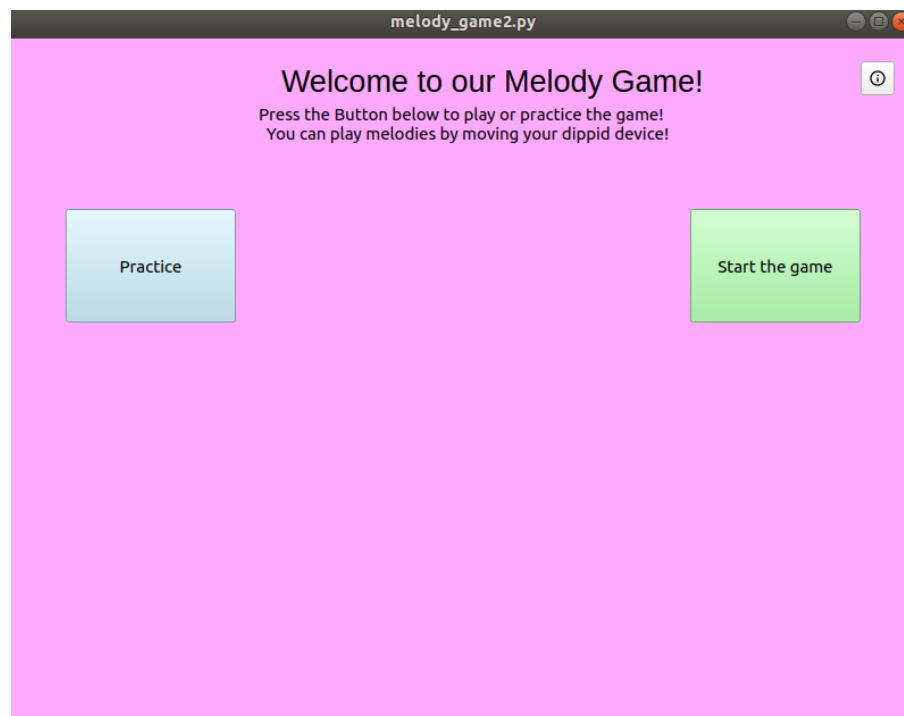 melody_game2.py
Welcome to our Melody Game!
Press the Button below to play or practice the game!
You can play melodies by moving your dippid device!
Practice
Start the game